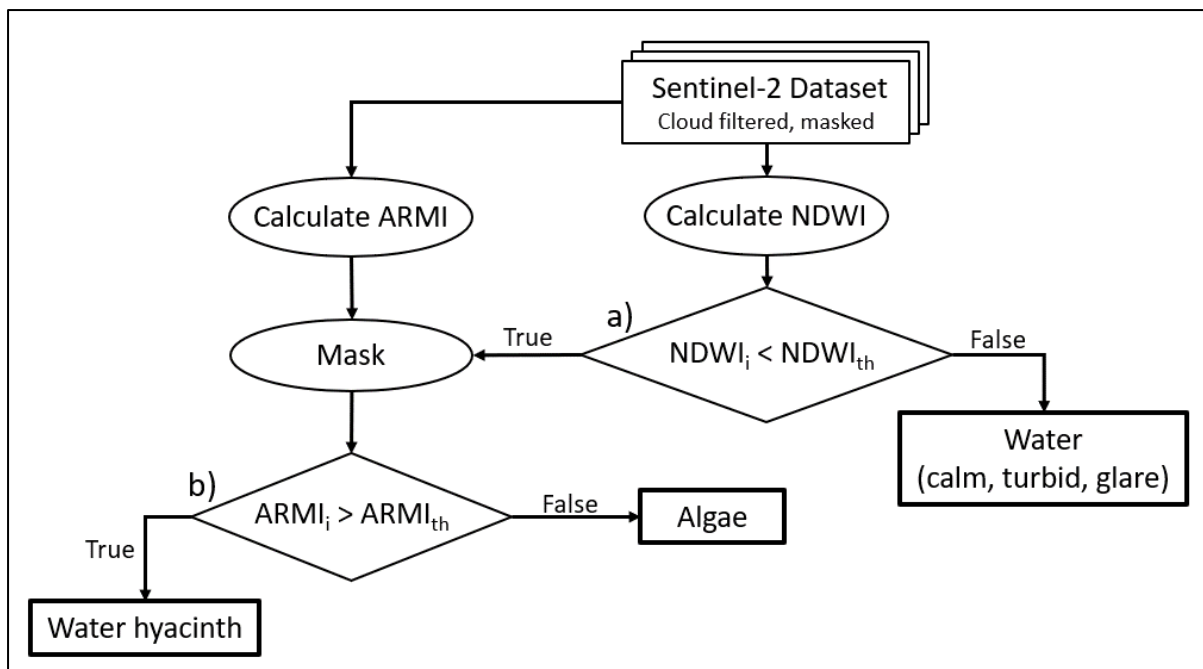 Sentinel-2 Dataset
Cloud filtered, masked
Calculate ARMI
Calculate NDWI
a)
True
Mask
NDWIᵢ < NDWIₜₕ
False
Water
(calm, turbid, glare)
b)
ARMIᵢ > ARMIₜₕ
False
Algae
True
Water hyacinth